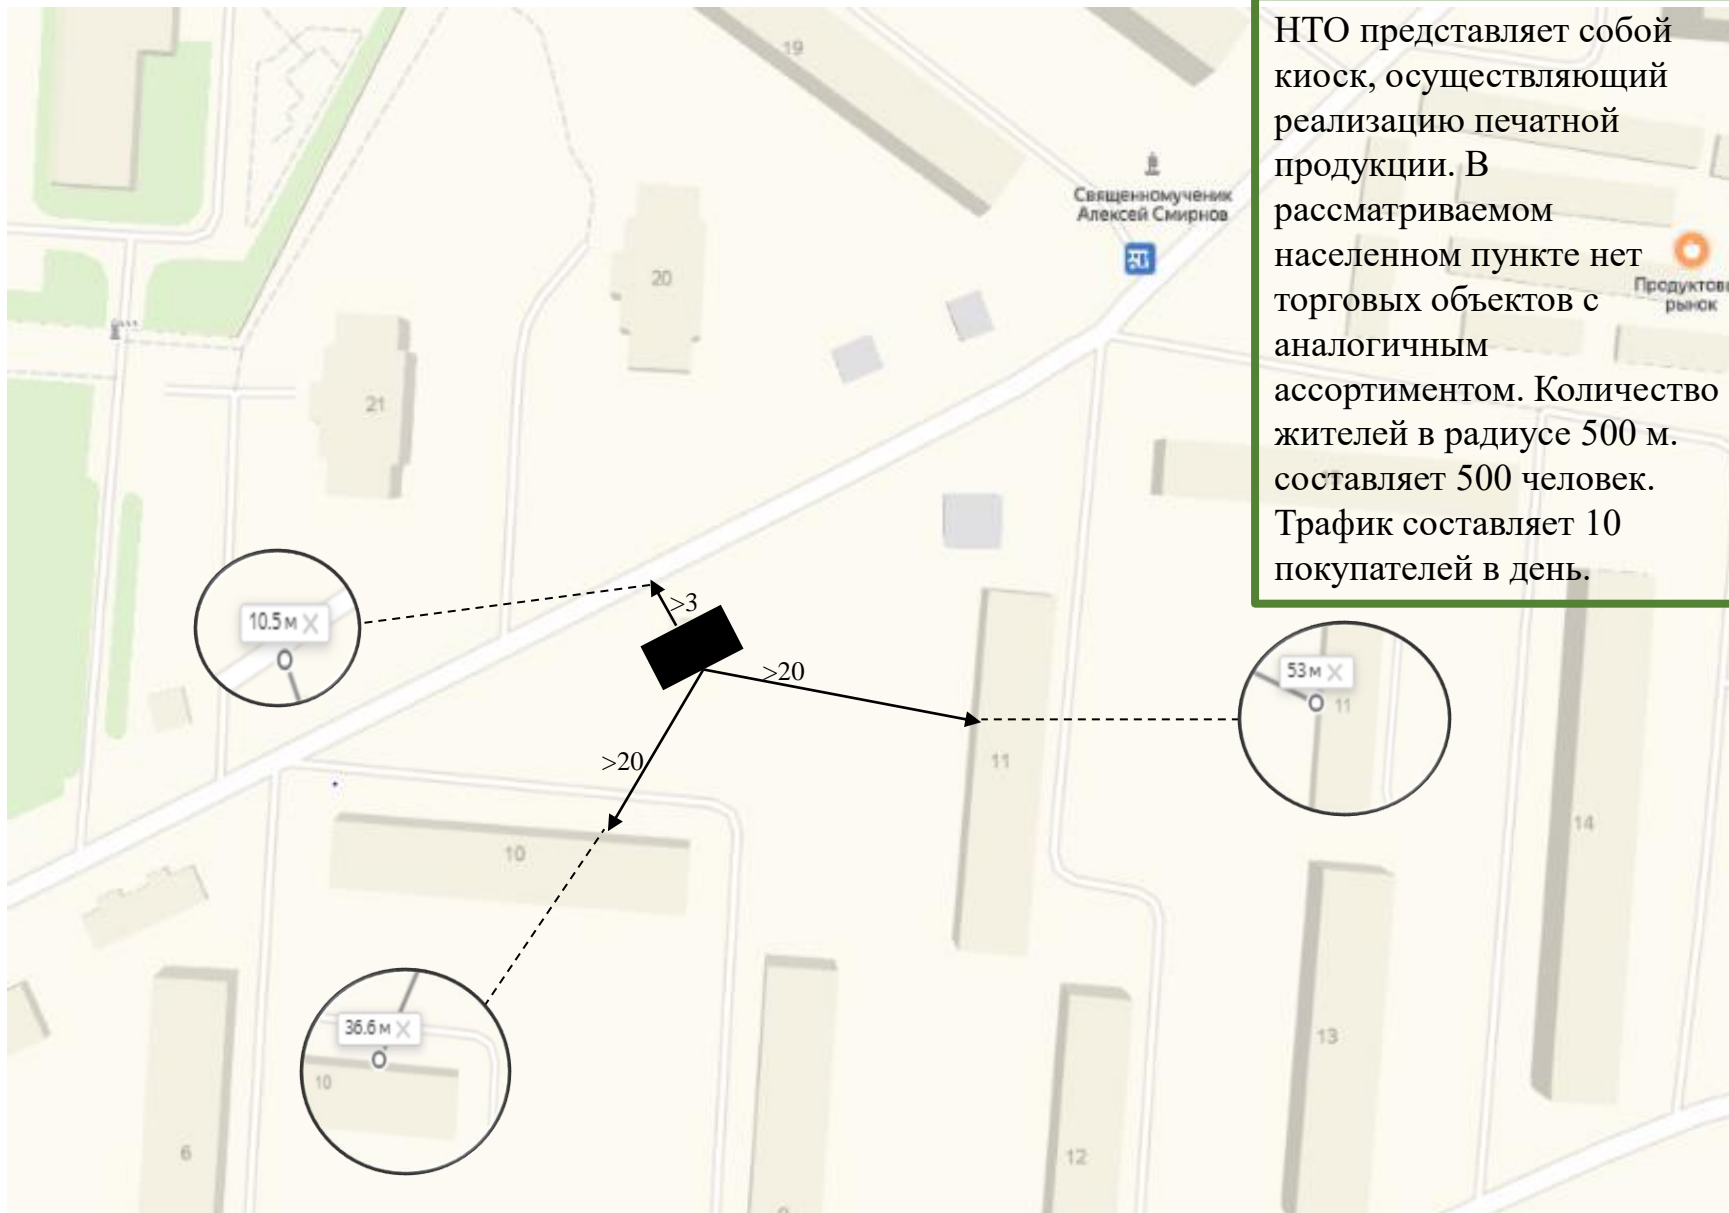 НТО представляет собой
киоск, осуществляющий
реализацию печатной
продукции. В
рассматриваемом
населенном пункте нет
торговых объектов с
аналогичным
ассортиментом. Количество
жителей в радиусе 500 м.
составляет 500 человек.
Трафик составляет 10
покупателей в день.
19
Священномученик
Алексей Смирнов
20
рынок
21
>3
10.5 м
>20
53 м
11
>20
11
14
10
36.6 м
10
13
6
12